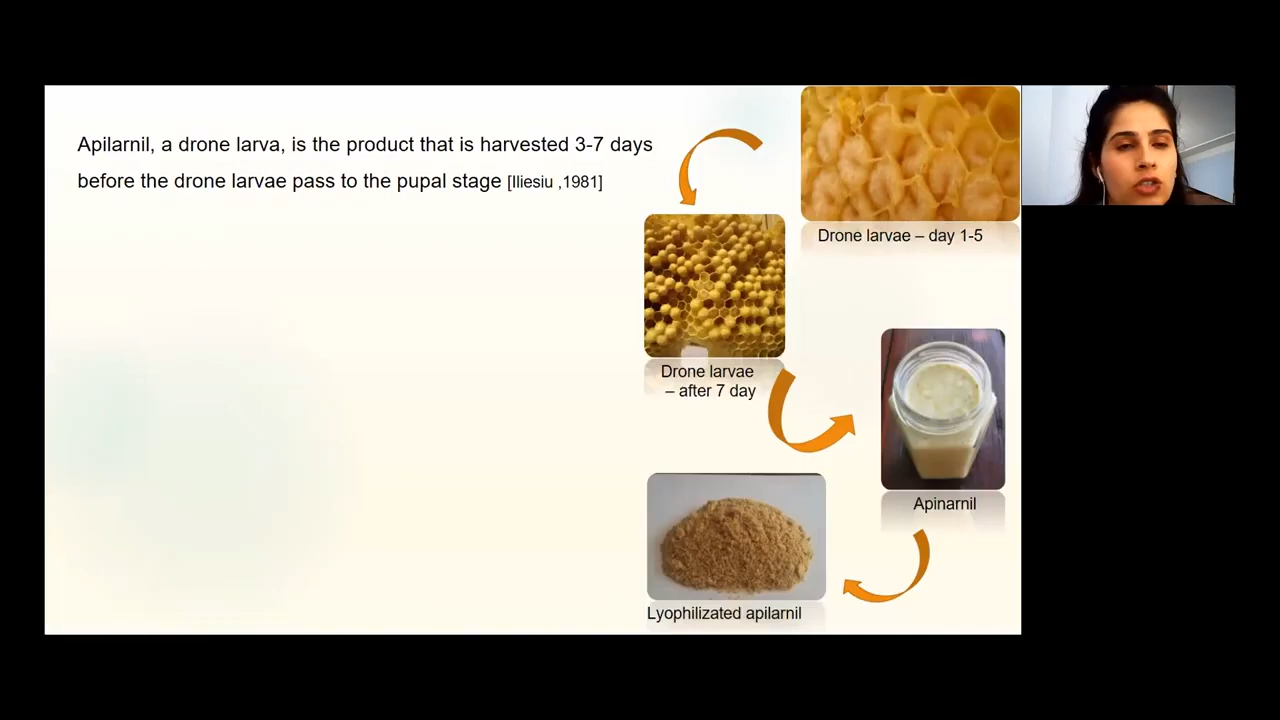 Apilarnil, a drone larva, is the product that is harvested 3-7 days
before the drone larvae pass to the pupal stage [Iliesiu ,1981]
Drone larvae – day 1-5
Drone larvae
– after 7 day
Apinarnil
Lyophilizated apilarnil